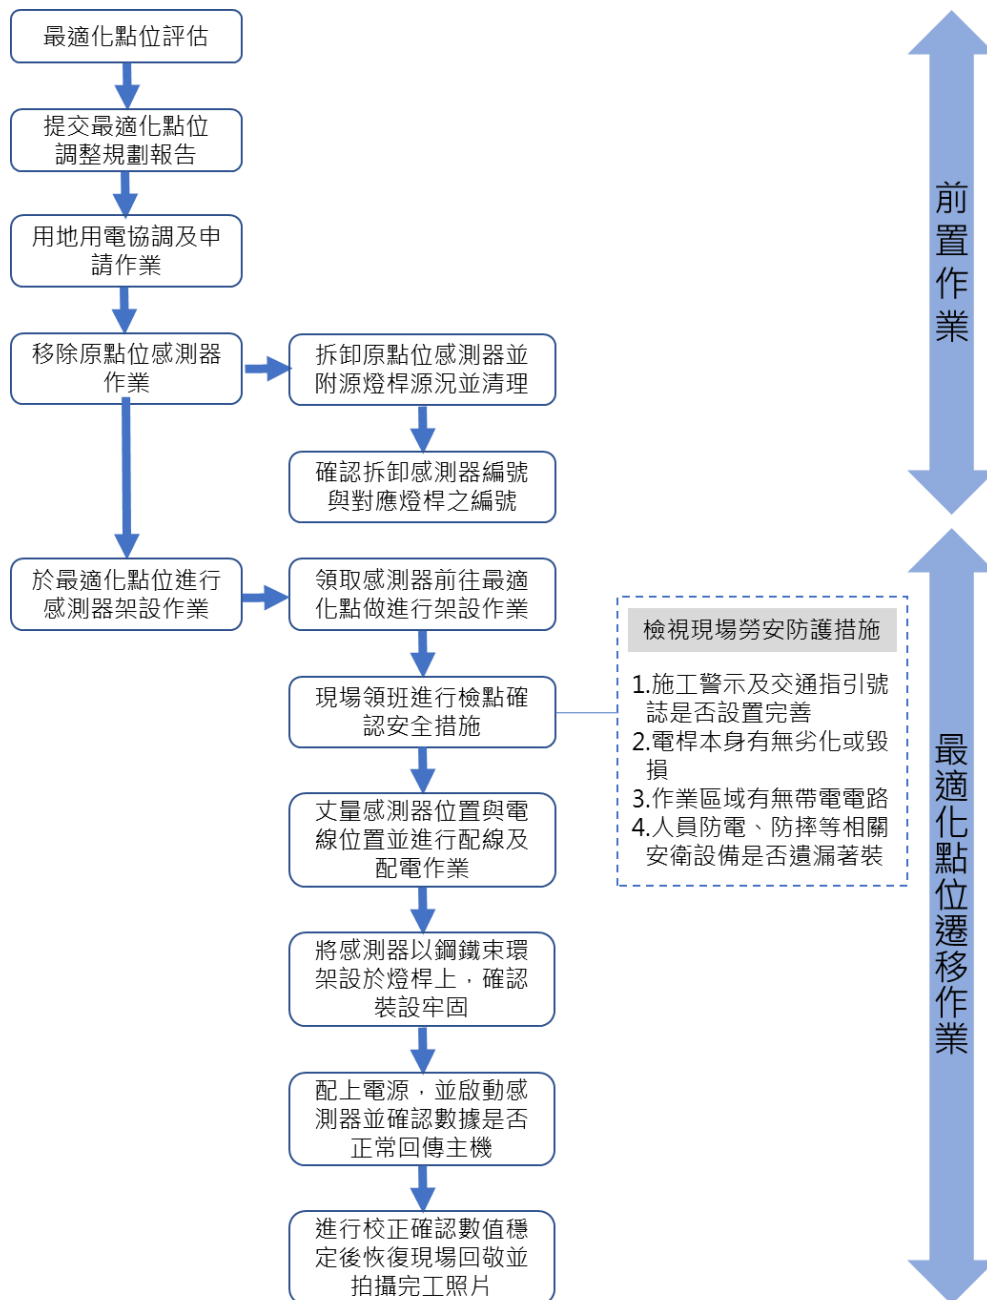 最適化點位評估
提交最適化點位
調整規劃報告
用地用電協調及申
請作業
移除原點位感測器
作業
拆卸原點位感測器並
附源燈桿源況並清理
確認拆卸感測器編號
與對應燈桿之編號
前置作業
於最適化點位進行
感測器架設作業
領取感測器前往最適
化點做進行架設作業
現場領班進行檢點確
認安全措施
檢視現場勞安防護措施
1.施工警示及交通指引號
誌是否設置完善
2.電桿本身有無劣化或毀
損
3.作業區域有無帶電電路
4.人員防電、防摔等相關
安衛設備是否遺漏著裝
丈量感測器位置與電
線位置並進行配線及
配電作業
將感測器以鋼鐵束環
架設於燈桿上，確認
裝設牢固
配上電源，並啟動感
測器並確認數據是否
正常回傳主機
進行校正確認數值穩
定後恢復現場回敬並
拍攝完工照片
最適化點位遷移作業